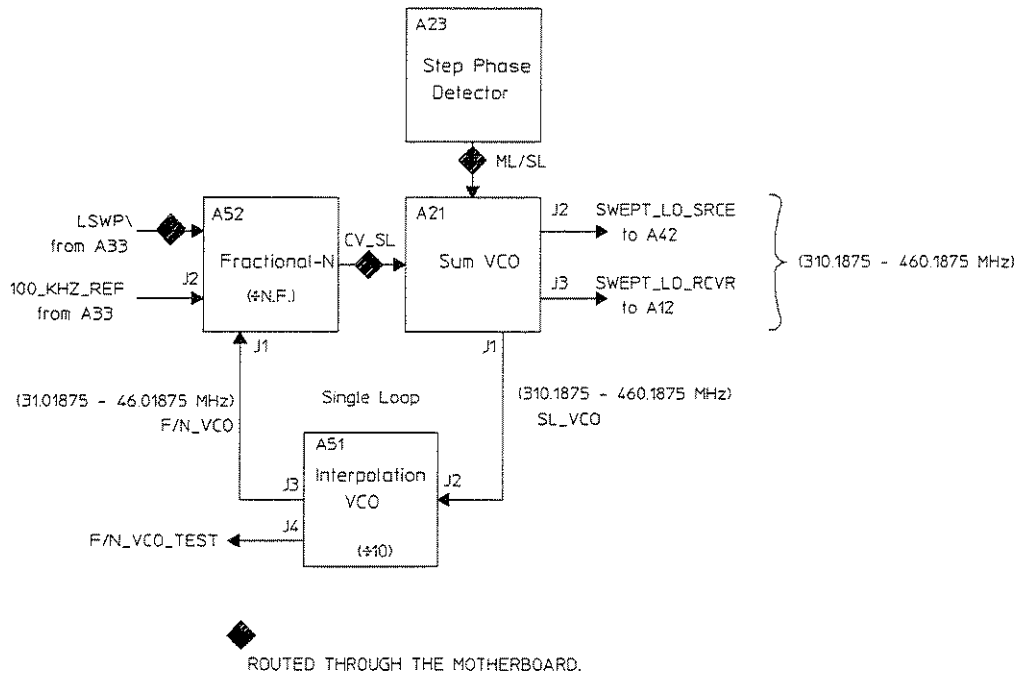 A23
Step Phase
Detector
ML/SL
LSWP\
from A33
A52
Fractional-N
(÷N.F.)
J2
100_KHZ_REF
from A33
J1
CV_SL
A21
Sum VCO
J2
SWEPT_LO_SRCE
to A42
J3
SWEPT_LO_RCVR
to A12
(310.1875 - 460.1875 MHz)
J1
(31.01875 - 46.01875 MHz)
F/N_VCO
Single Loop
(310.1875 - 460.1875 MHz)
SL_VCO
A51
Interpolation
VCO
(÷10)
J3
J2
J4
F/N_VCO_TEST
ROUTED THROUGH THE MOTHERBOARD.